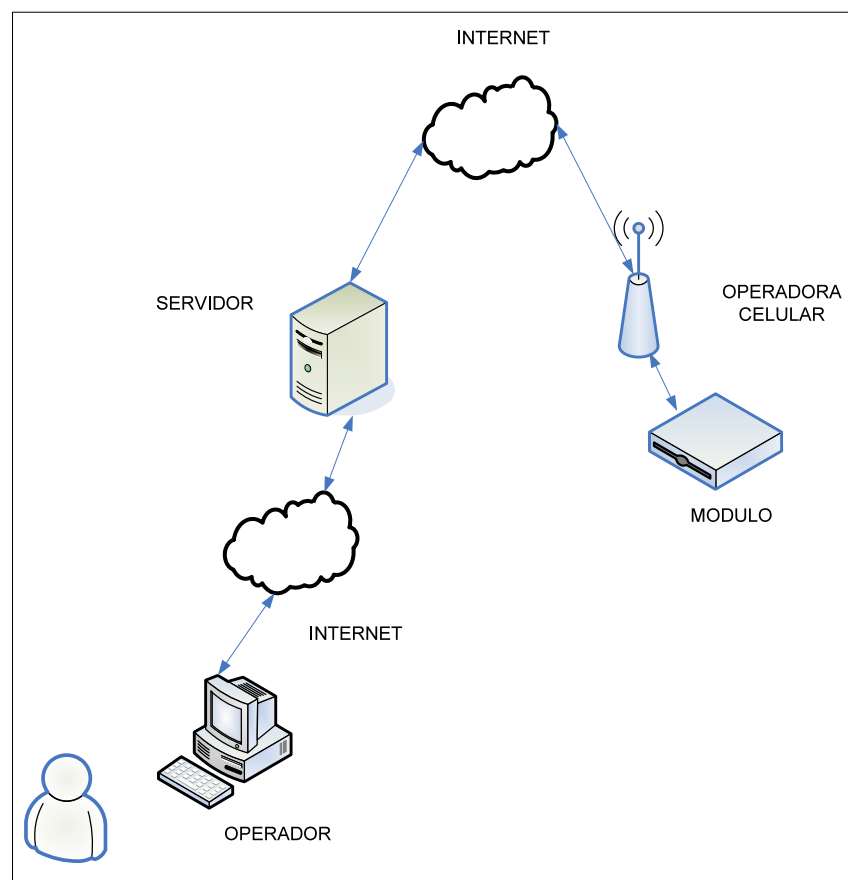 INTERNET
SERVIDOR
OPERADORA
CELULAR
MODULO
INTERNET
OPERADOR